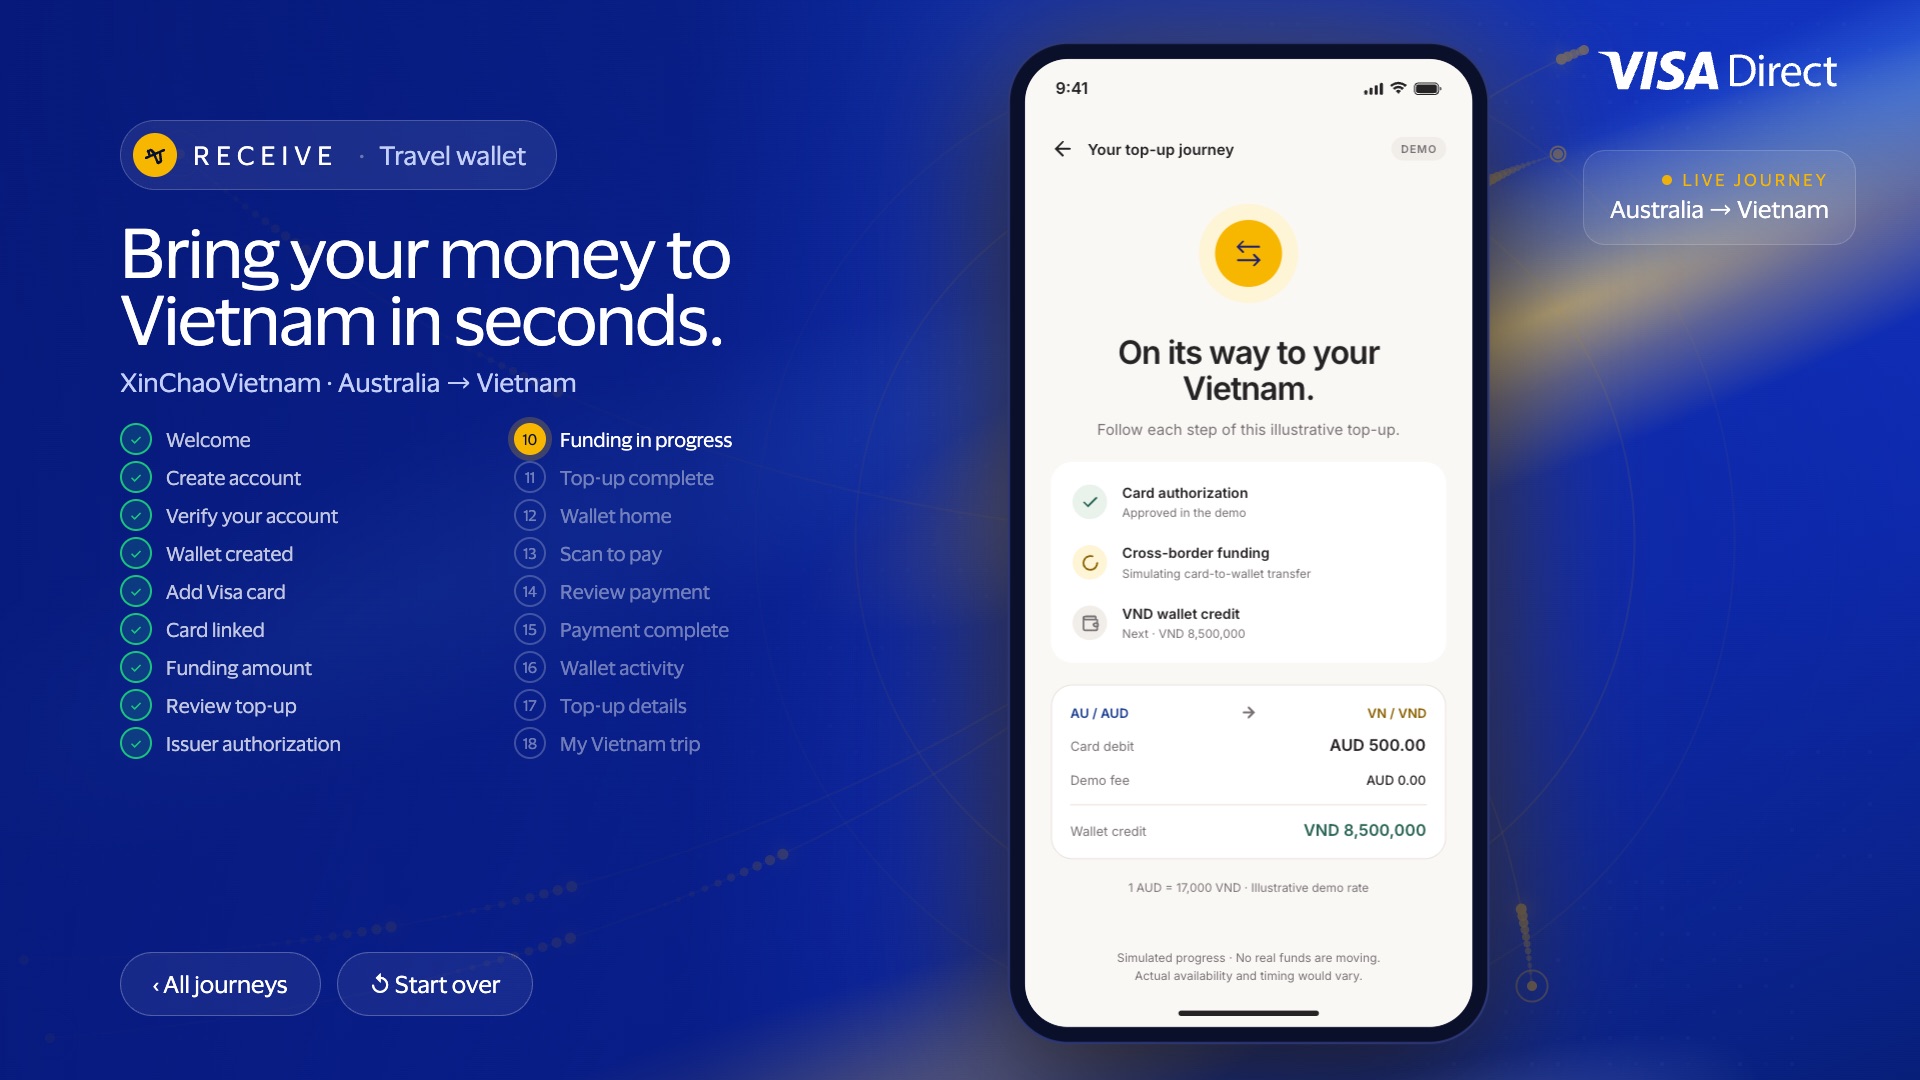 RECEIVE · Travel wallet
Bring your money to
Vietnam in seconds.
XinChaoVietnam · Australia → Vietnam
Welcome
Create account
Verify your account
Wallet created
Add Visa card
Card linked
Funding amount
Review top-up
Issuer authorization
10 Funding in progress
11 Top-up complete
12 Wallet home
13 Scan to pay
14 Review payment
15 Payment complete
16 Wallet activity
17 Top-up details
18 My Vietnam trip
‹ All journeys
Start over
9:41
← Your top-up journey
DEMO
On its way to your
Vietnam.
Follow each step of this illustrative top-up.
Card authorization
Approved in the demo
Cross-border funding
Simulating card-to-wallet transfer
VND wallet credit
Next · VND 8,500,000
AU / AUD → VN / VND
Card debit AUD 500.00
Demo fee AUD 0.00
Wallet credit VND 8,500,000
1 AUD = 17,000 VND · Illustrative demo rate
Simulated progress · No real funds are moving.
Actual availability and timing would vary.
VISA Direct
LIVE JOURNEY
Australia → Vietnam